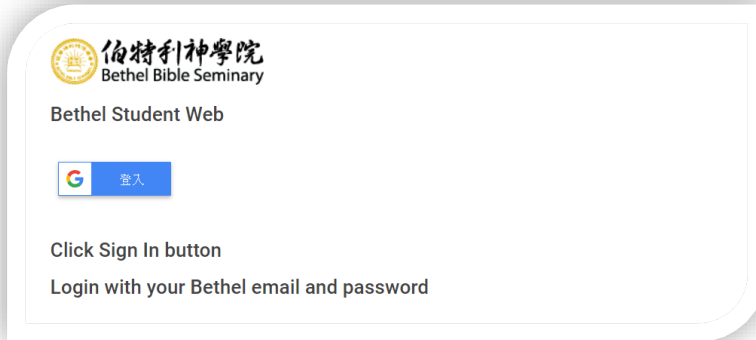 伯特利神學院
Bethel Bible Seminary
Bethel Student Web
登入
Click Sign In button
Login with your Bethel email and password